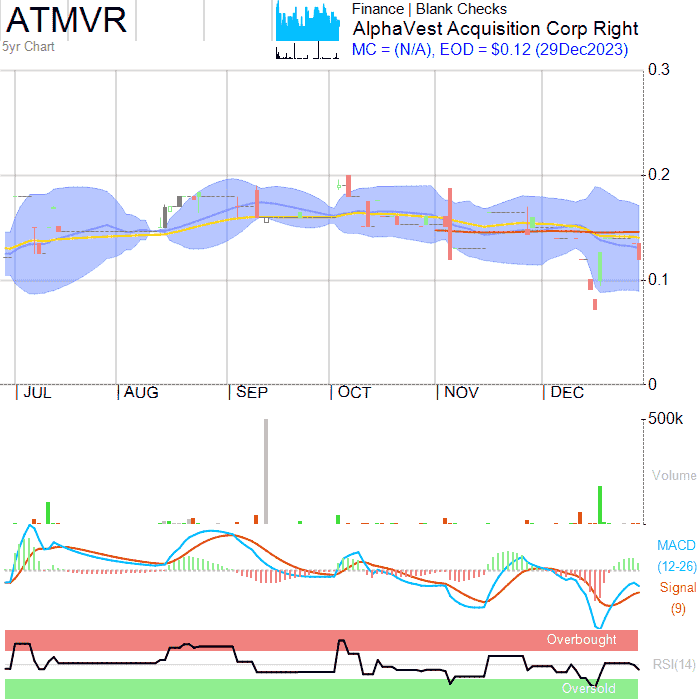 ATMVR
5yr Chart
Finance | Blank Checks
AlphaVest Acquisition Corp Right
MC = (N/A), EOD = $0.12 (29Dec2023)
0.3
0.2
0.1
0
JUL AUG SEP OCT NOV DEC
500k
Volume
MACD
(12-26)
Signal
(9)
Overbought
RSI(14)
Oversold